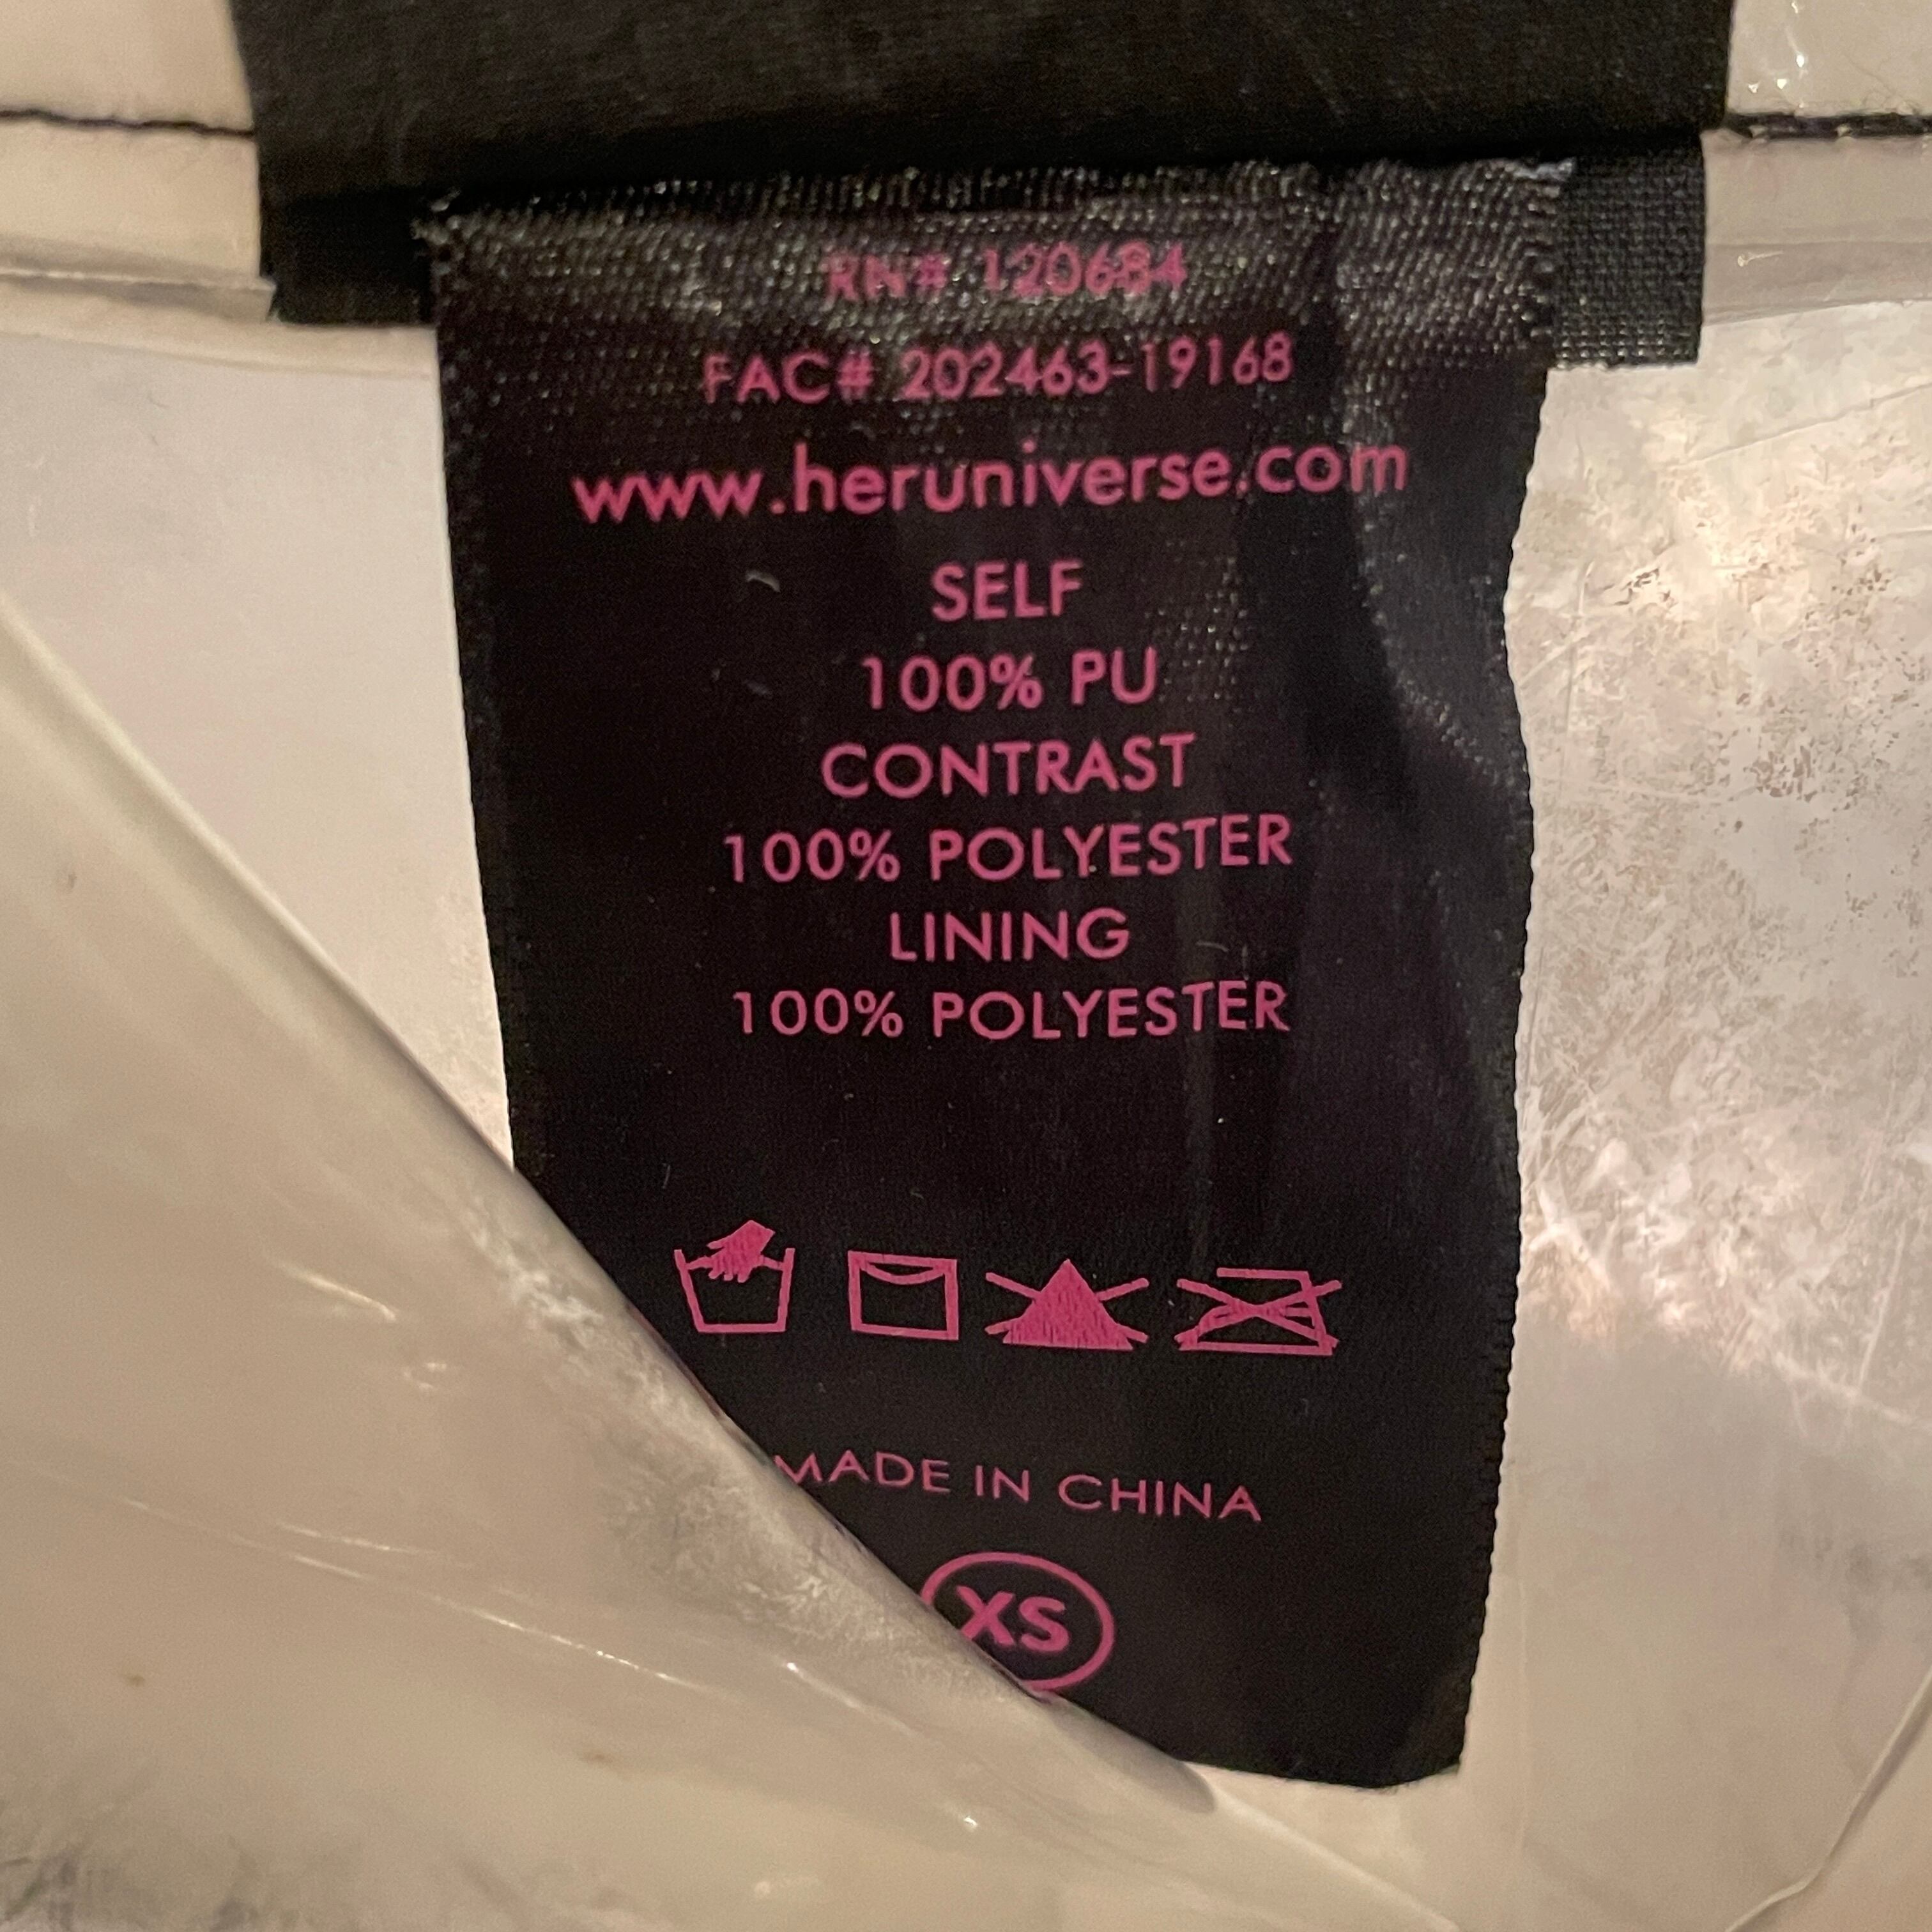 RN# 120684
FAC# 202463-19168
www.heruniverse.com
SELF
100% PU
CONTRAST
100% POLYESTER
LINING
100% POLYESTER
MADE IN CHINA
XS